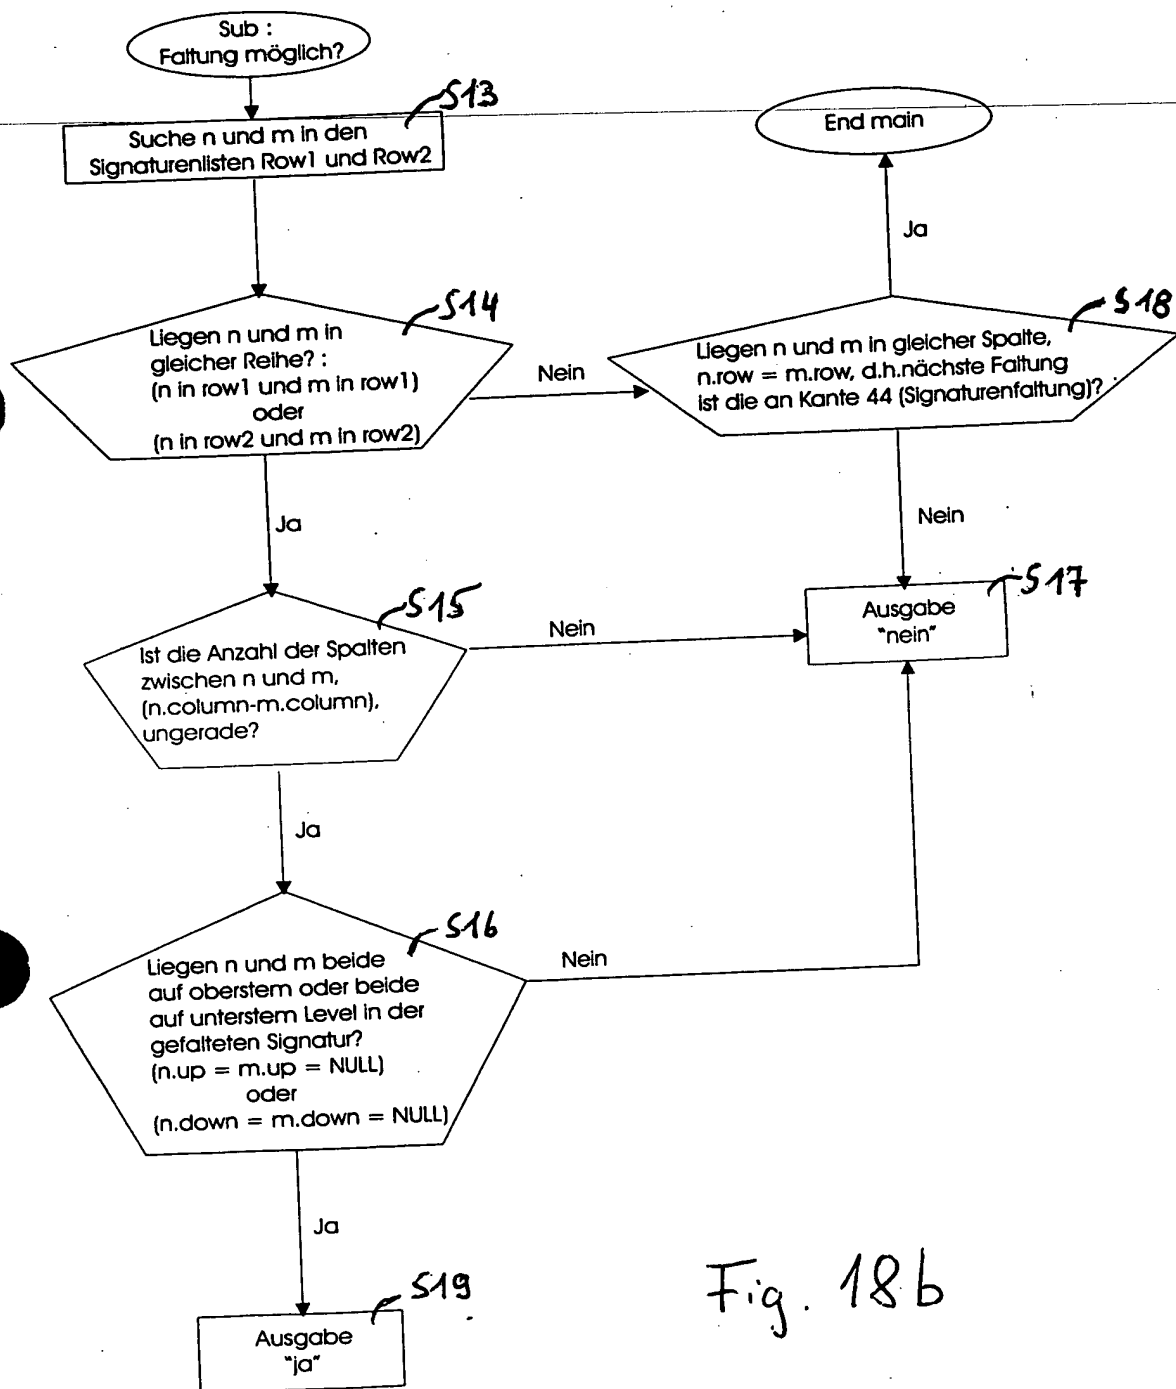 Sub :
Faltung möglich?
S13
Suche n und m in den
Signaturenlisten Row1 und Row2
End main
Ja
S14
Liegen n und m in
gleicher Reihe? :
(n in row1 und m in row1)
oder
(n in row2 und m in row2)
Nein
S18
Liegen n und m in gleicher Spalte,
n.row = m.row, d.h.nächste Faltung
ist die an Kante 44 (Signaturenfaltung)?
Ja
Nein
S15
Ist die Anzahl der Spalten
zwischen n und m,
(n.column-m.column),
ungerade?
Nein
S17
Ausgabe
"nein"
Ja
S16
Liegen n und m beide
auf oberstem oder beide
auf unterstem Level in der
gefalteten Signatur?
(n.up = m.up = NULL)
oder
(n.down = m.down = NULL)
Nein
Ja
S19
Ausgabe
"ja"
Fig. 18b